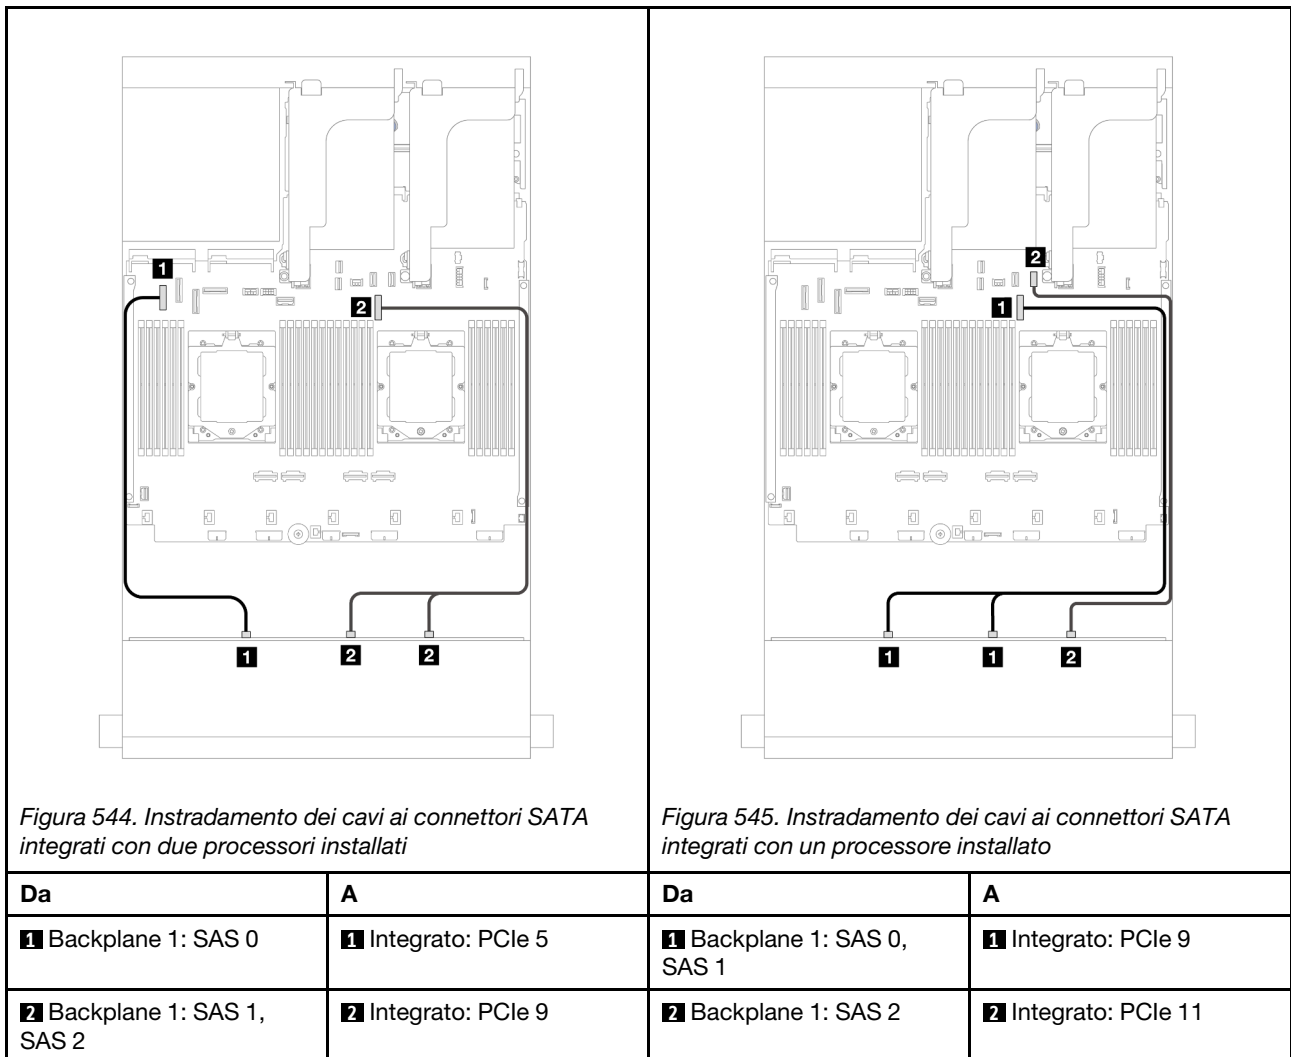 1
2
1
2
2
Figura 544. Instradamento dei cavi ai connettori SATA
integrati con due processori installati
2
1
1
1
2
Figura 545. Instradamento dei cavi ai connettori SATA
integrati con un processore installato
Da
A
Da
A
1 Backplane 1: SAS 0
1 Integrato: PCIe 5
1 Backplane 1: SAS 0,
SAS 1
1 Integrato: PCIe 9
2 Backplane 1: SAS 1,
SAS 2
2 Integrato: PCIe 9
2 Backplane 1: SAS 2
2 Integrato: PCIe 11